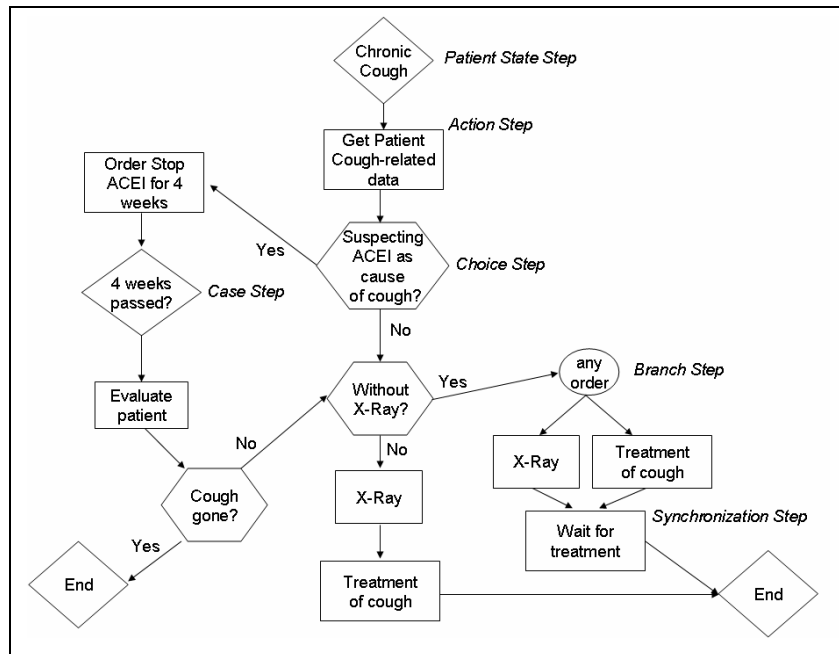 Chronic
Cough
Patient State Step
Action Step
Get Patient
Cough-related
data
Order Stop
ACEI for 4
weeks
Yes
Suspecting
ACEI as
cause
of cough?
Choice Step
4 weeks
passed?
Case Step
No
any
order
Branch Step
Yes
Without
X-Ray?
Evaluate
patient
No
No
X-Ray
Treatment
of cough
Cough
gone?
X-Ray
Synchronization Step
Wait for
treatment
Yes
End
Treatment
of cough
End